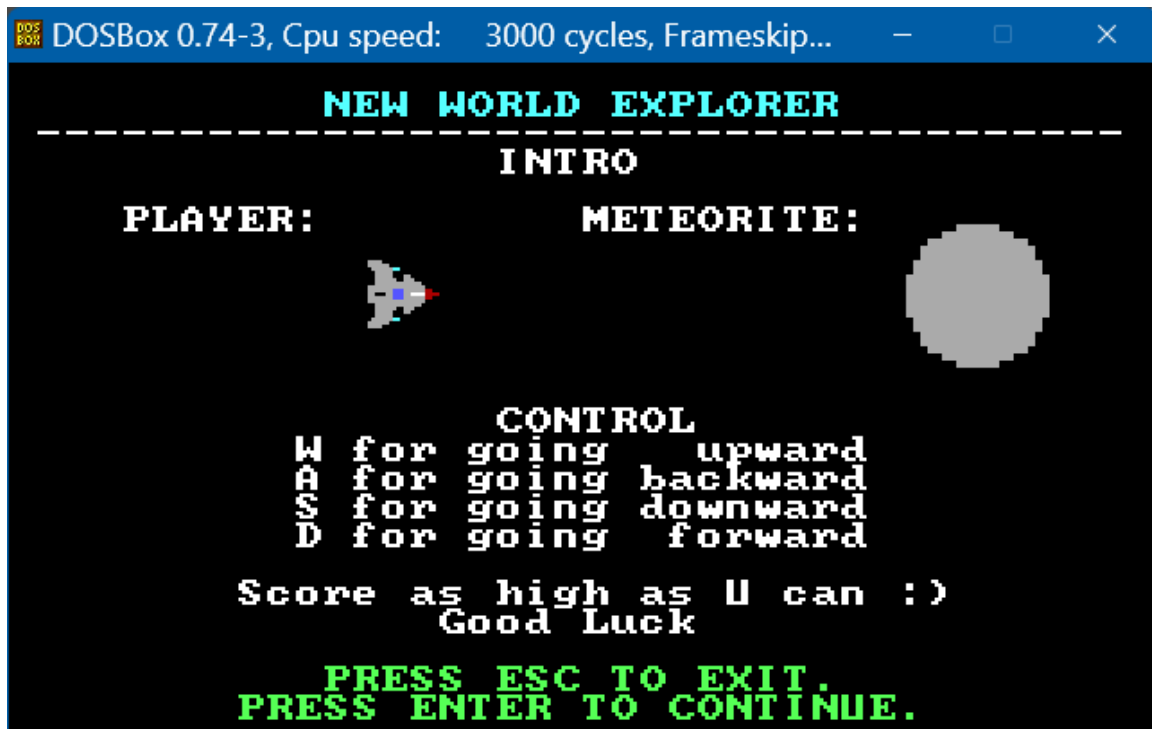 DOS BOX DOSBox 0.74-3, Cpu speed: 3000 cycles, Frameskip...
NEW WORLD EXPLORER
--------------------------------------
INTRO
PLAYER: METEORITE:
CONTROL
W for going upward
A for going backward
S for going downward
D for going forward
Score as high as U can :)
Good Luck
PRESS ESC TO EXIT.
PRESS ENTER TO CONTINUE.